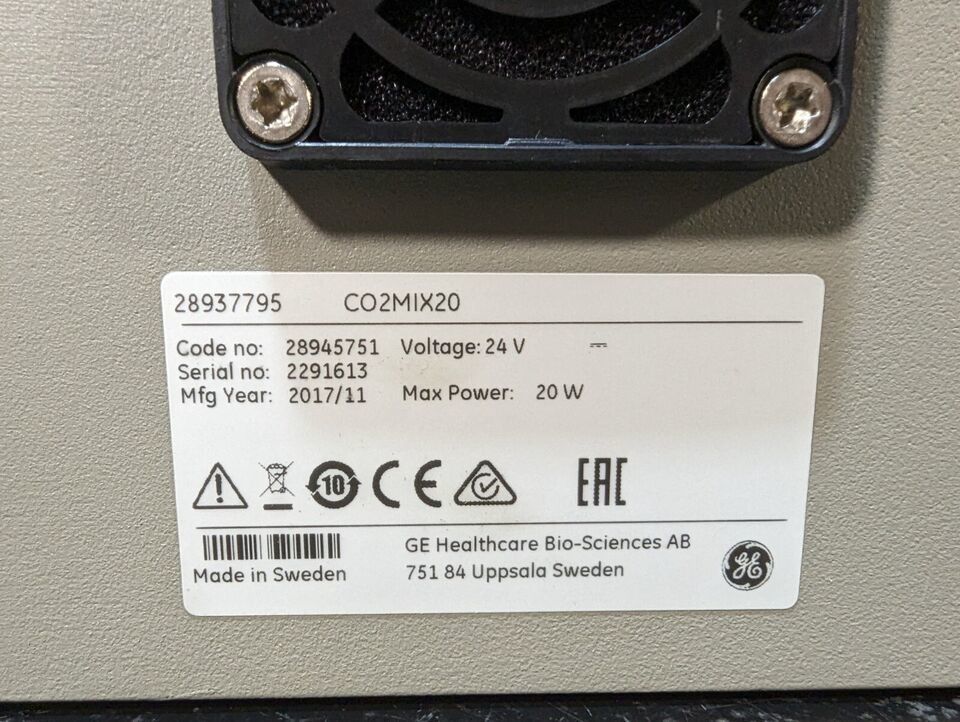 28937795 CO2MIX20
Code no: 28945751 Voltage: 24 V
Serial no: 2291613
Mfg Year: 2017/11 Max Power: 20 W
10 CE EAC
GE Healthcare Bio-Sciences AB
Made in Sweden 751 84 Uppsala Sweden
GE